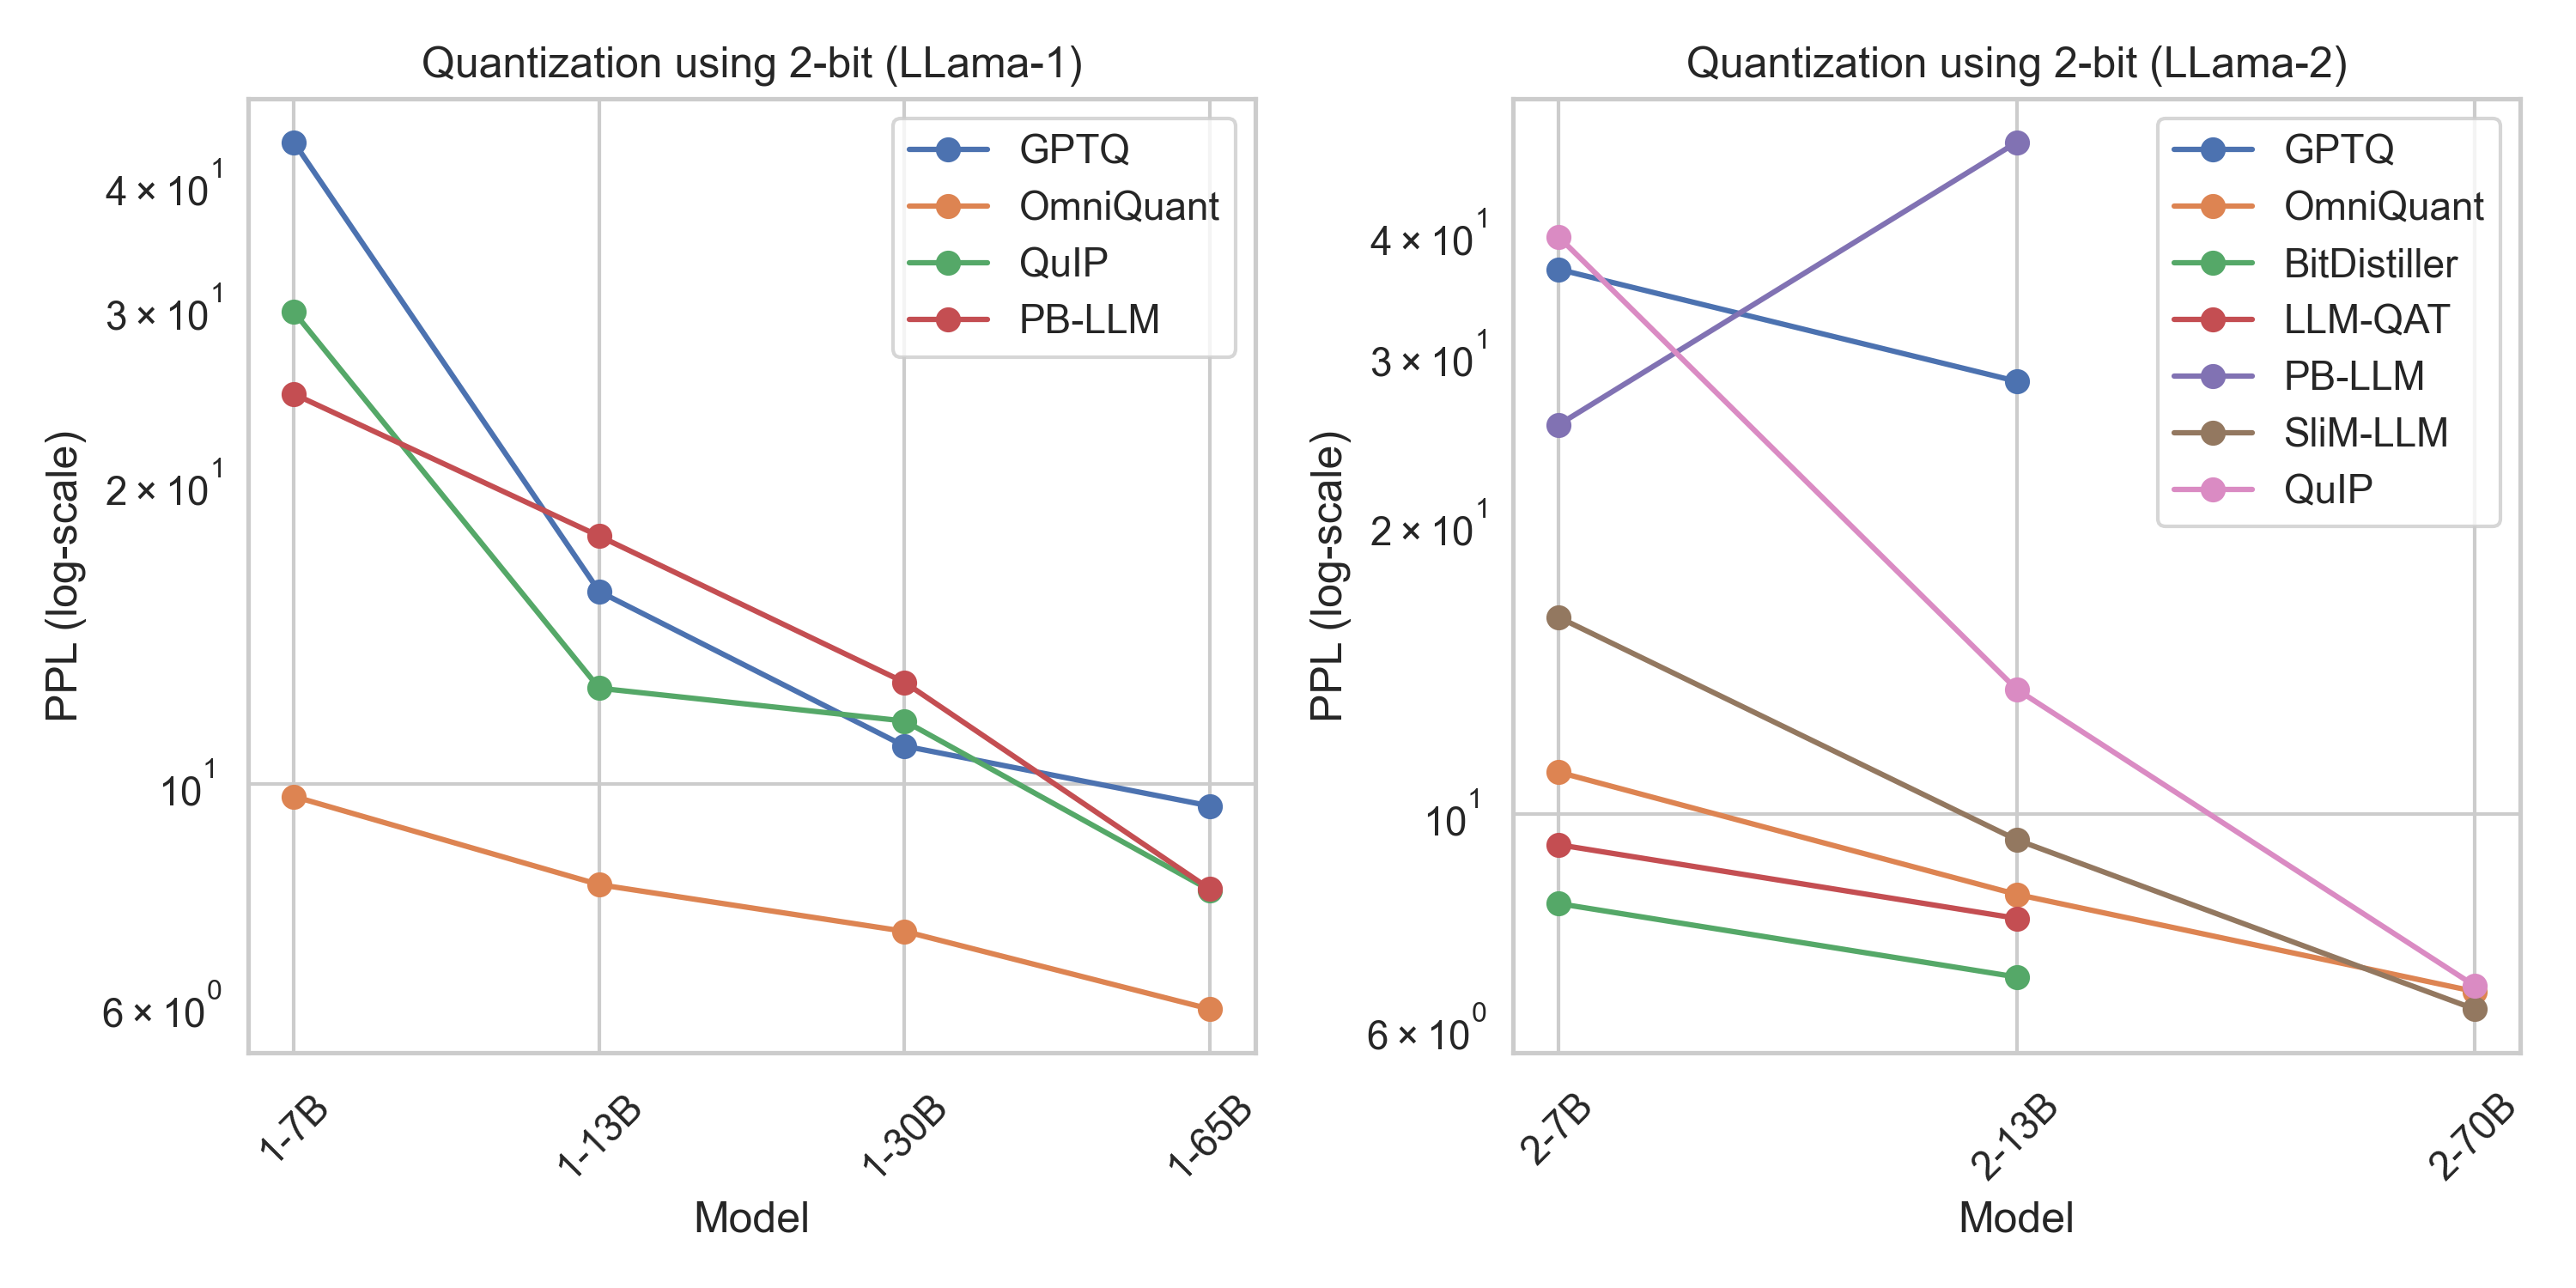 Quantization using 2-bit (LLama-1)
PPL (log-scale)
4 × 10^1
3 × 10^1
2 × 10^1
10^1
6 × 10^0
GPTQ
OmniQuant
QuIP
PB-LLM
1-7B
1-13B
1-30B
1-65B
Model
Quantization using 2-bit (LLama-2)
PPL (log-scale)
4 × 10^1
3 × 10^1
2 × 10^1
10^1
6 × 10^0
GPTQ
OmniQuant
BitDistiller
LLM-QAT
PB-LLM
SliM-LLM
QuIP
2-7B
2-13B
2-70B
Model